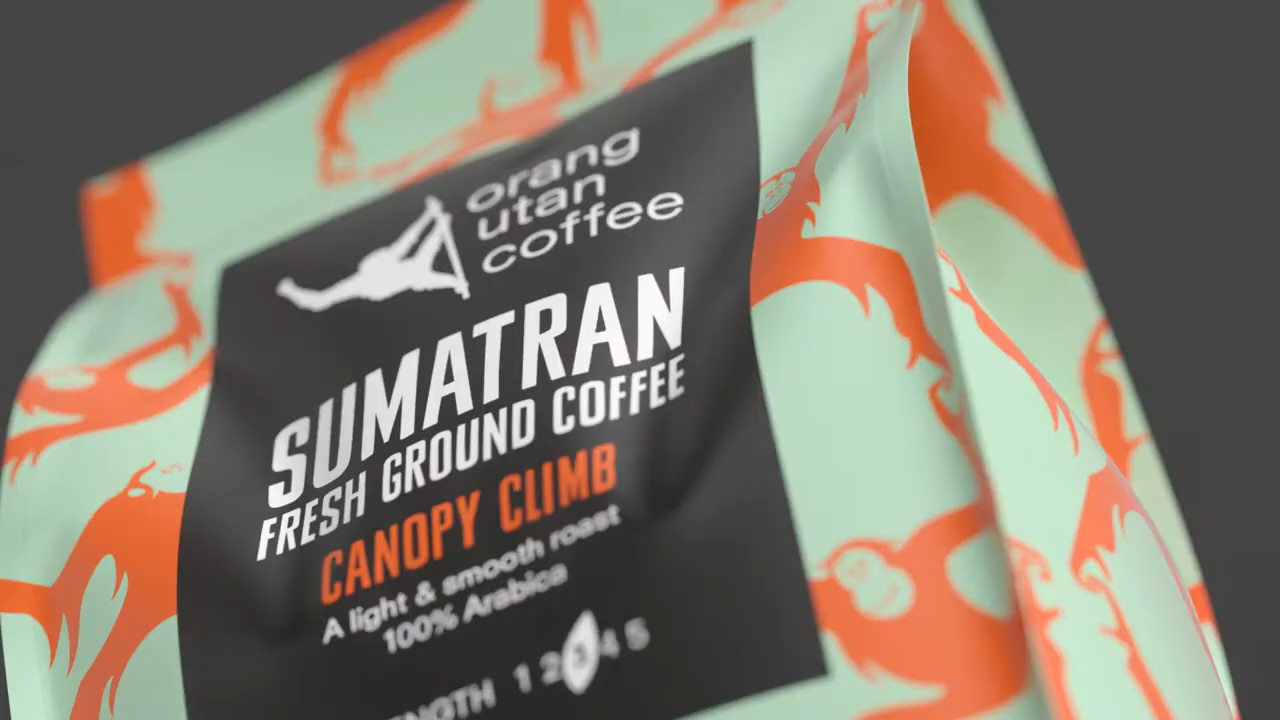 orang
utan
coffee
SUMATRAN
FRESH GROUND COFFEE
CANOPY CLIMB
A light & smooth roast
100% Arabica
1 2 3 4 5